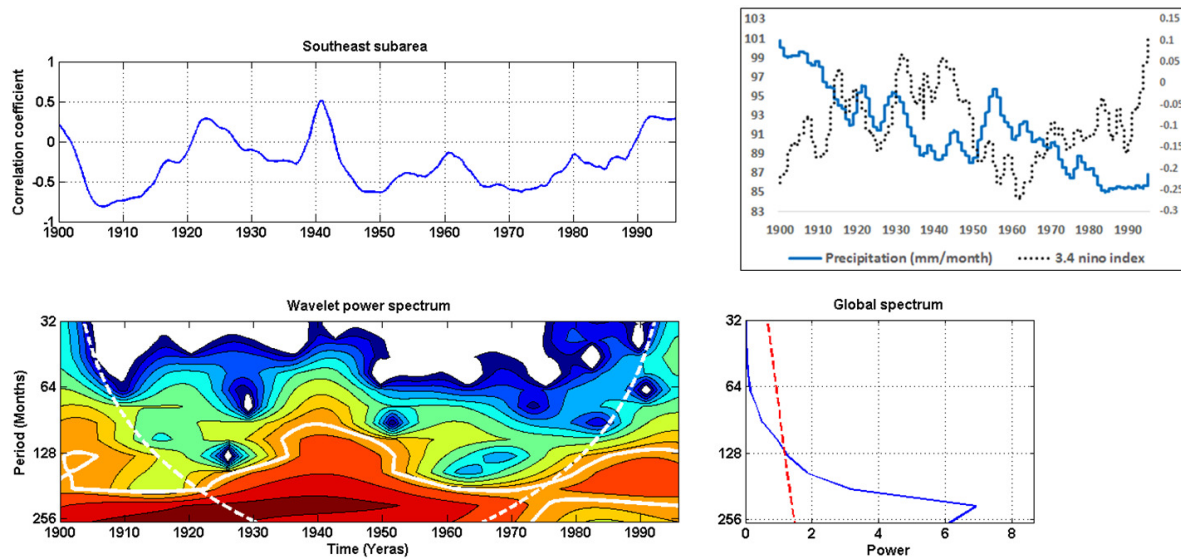 Southeast subarea
Correlation coefficient
1
0.5
0
-0.5
-1
1900 1910 1920 1930 1940 1950 1960 1970 1980 1990
103
101
99
97
95
93
91
89
87
85
83
0.15
0.1
0.05
0
-0.05
-0.1
-0.15
-0.2
-0.25
-0.3
1900 1910 1920 1930 1940 1950 1960 1970 1980 1990
Precipitation (mm/month) 3.4 nino index
Wavelet power spectrum
Period (Months)
32
64
128
256
1900 1910 1920 1930 1940 1950 1960 1970 1980 1990
Time (Yeras)
Global spectrum
32
64
128
256
0 2 4 6 8
Power